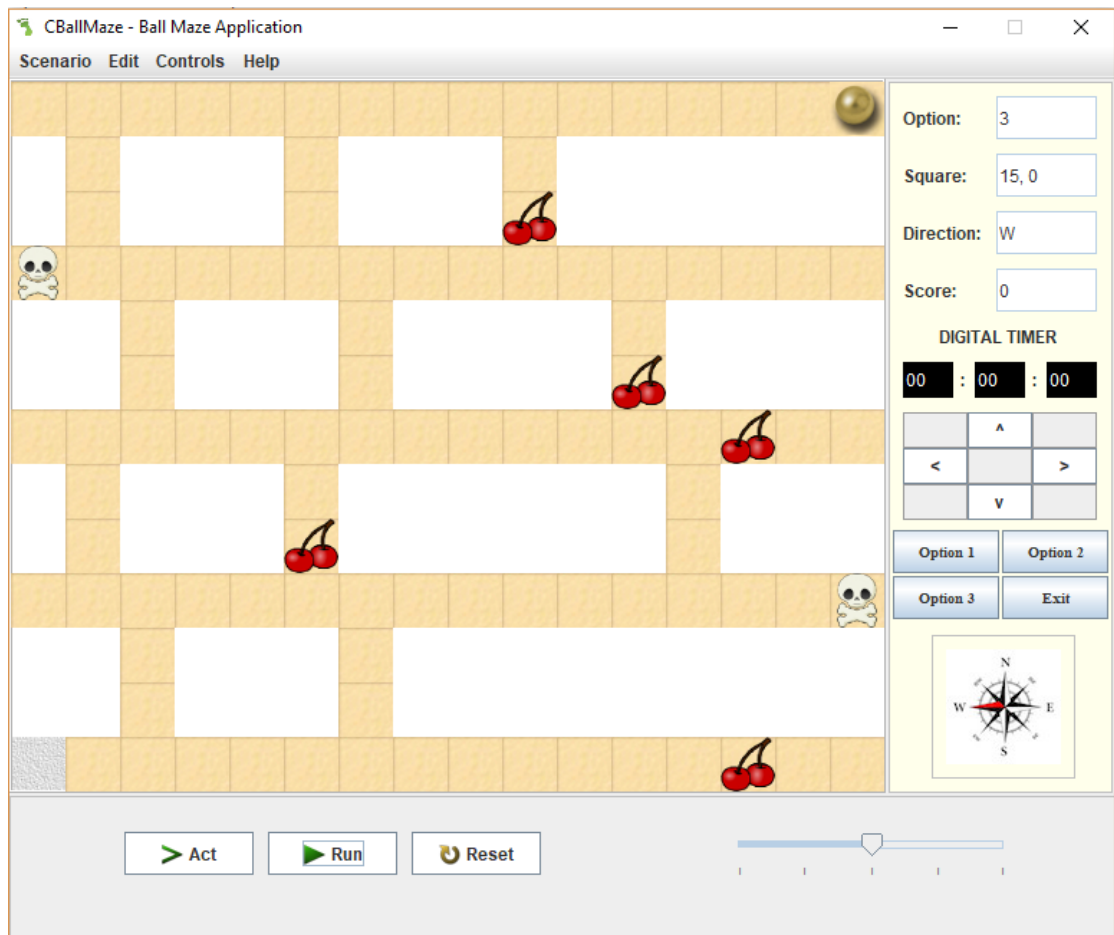 CBallMaze - Ball Maze Application
Scenario Edit Controls Help
Option: 3
Square: 15, 0
Direction: W
Score: 0
DIGITAL TIMER
00 : 00 : 00
^
< >
v
Option 1 Option 2
Option 3 Exit
N
W E
S
> Act Run Reset